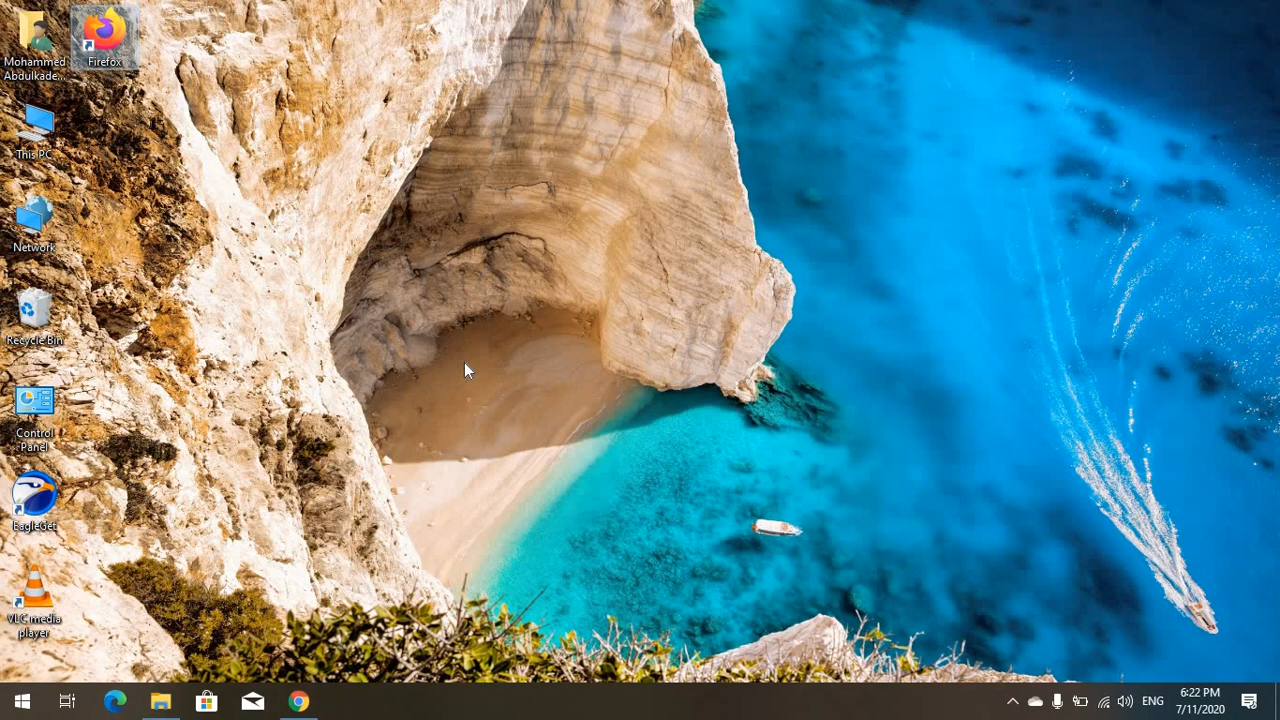 Mohammed
Abdulkade...
Firefox
This PC
Network
Recycle Bin
Control
Panel
EagleGet
VLC media
player
ENG
6:22 PM
7/11/2020